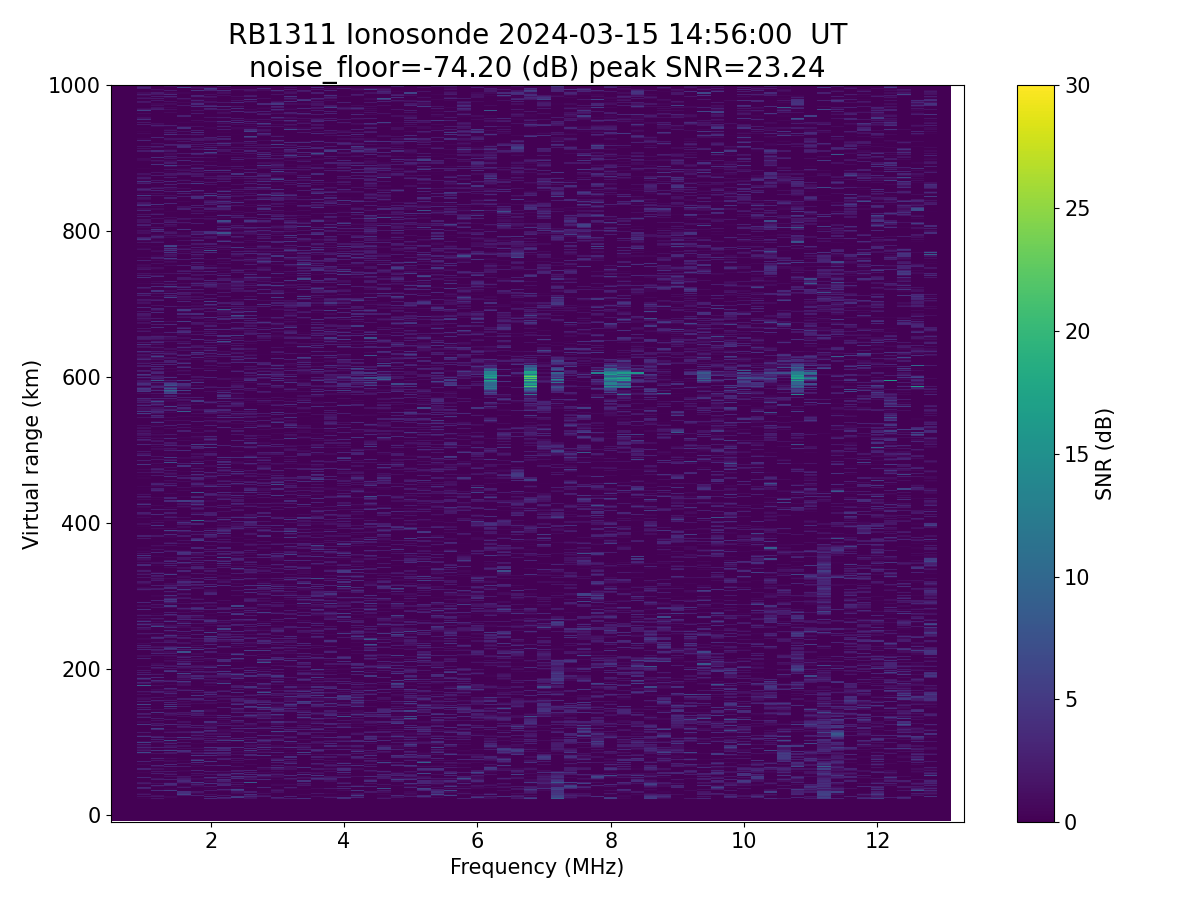 RB1311 Ionosonde 2024-03-15 14:56:00  UT
noise_floor=-74.20 (dB) peak SNR=23.24
1000
800
600
400
200
0
Virtual range (km)
2 4 6 8 10 12
Frequency (MHz)
30
25
20
15
10
5
0
SNR (dB)